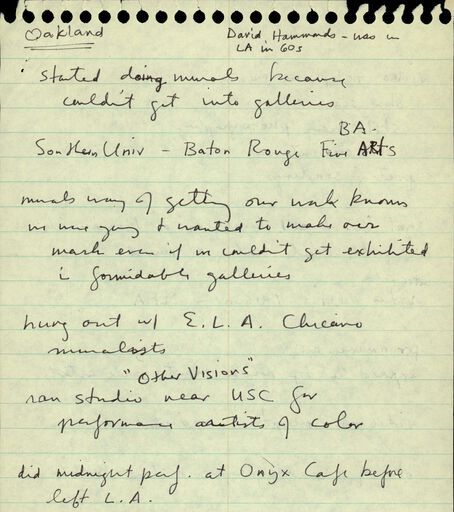 Oakland
David Hammonds - was in
LA in 60s
started doing murals because
couldn't get into galleries
BA.
Southern Univ - Baton Rouge Fine ARts
murals way of getting our work known
we were young & wanted to make our
mark even if we couldn't get exhibited
in formidable galleries
hung out w/ E.L.A. Chicano
muralists
"Other Visions"
ran studio near USC for
performance artists of color
did midnight perf. at Onyx Cafe before
left L.A.